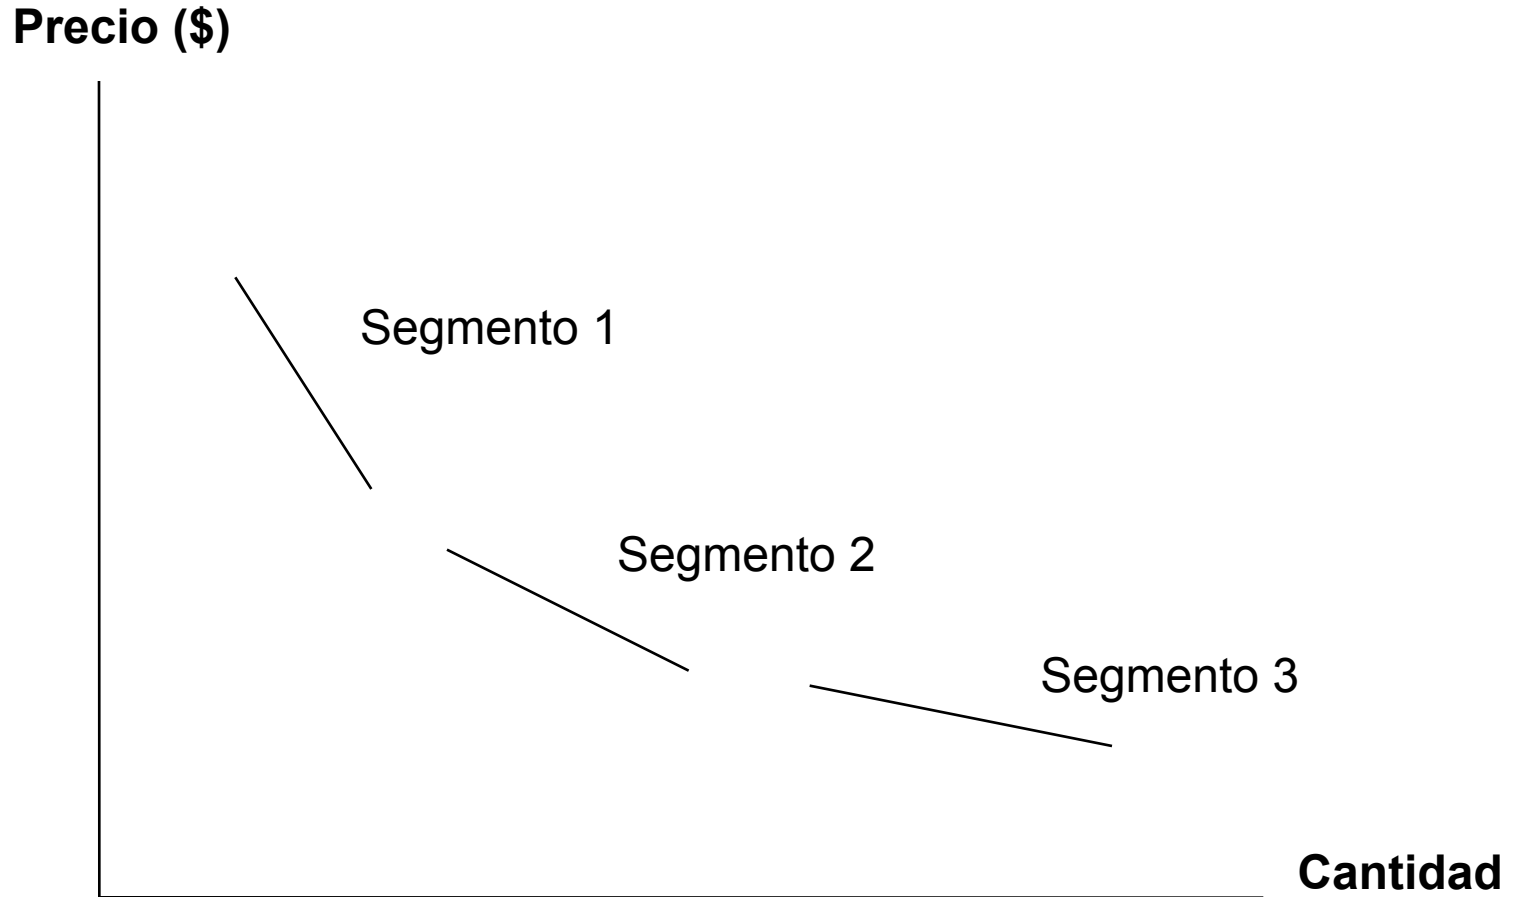 Precio ($)
Segmento 1
Segmento 2
Segmento 3
Cantidad